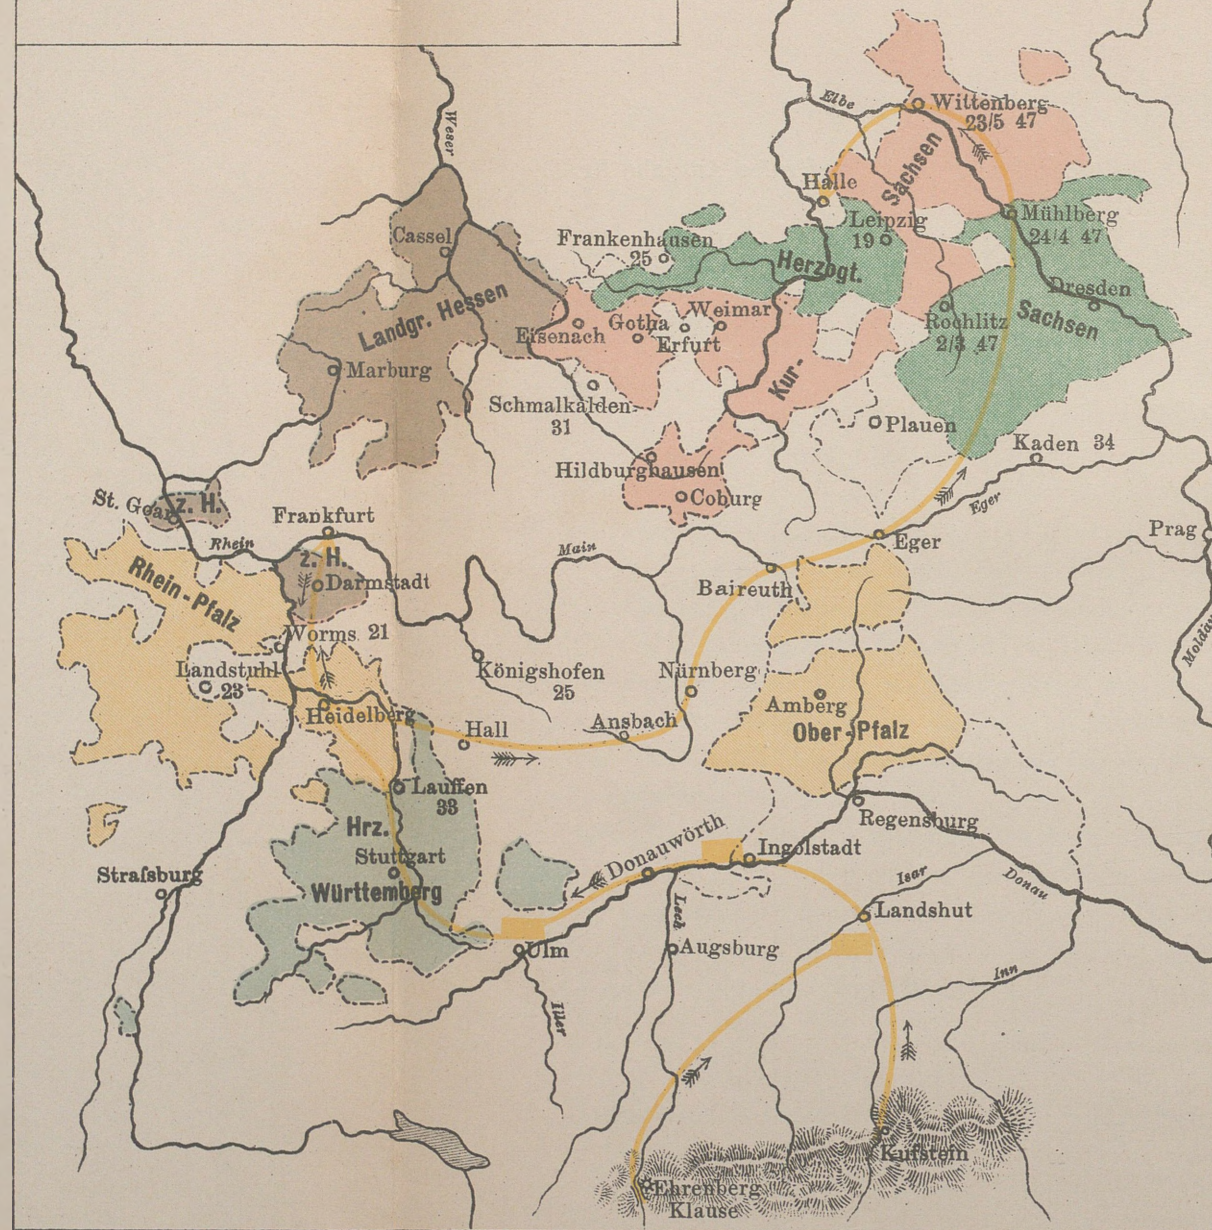 Elbe
Wittenberg
23/5 47
Weser
Sachsen
Halle
Mühlberg
24/4 47
Leipzig
19
Cassel
Frankenhausen
25
Herzogt.
Dresden
Sachsen
Landgr. Hessen
Weimar
Gotha
Eisenach
Erfurt
Rochlitz
2/3 47
Marburg
Kur-
Schmalkalden
31
Plauen
Kaden 34
Hildburghausen
Coburg
St. Goar
z. H.
Frankfurt
Eger
Prag
Rhein
Main
Eger
z. H.
Darmstadt
Baireuth
Rhein-Pfalz
Worms 21
Moldau
Landstuhl
23
Königshofen
25
Nürnberg
Amberg
Heidelberg
Ansbach
Hall
Ober-Pfalz
Lauffen
33
Hrz.
Regensburg
Donauwörth
Ingolstadt
Stuttgart
Strafsburg
Württemberg
Isar
Donau
Lech
Landshut
Ulm
Augsburg
Inn
Iller
Kufstein
Ehrenberg
Klause